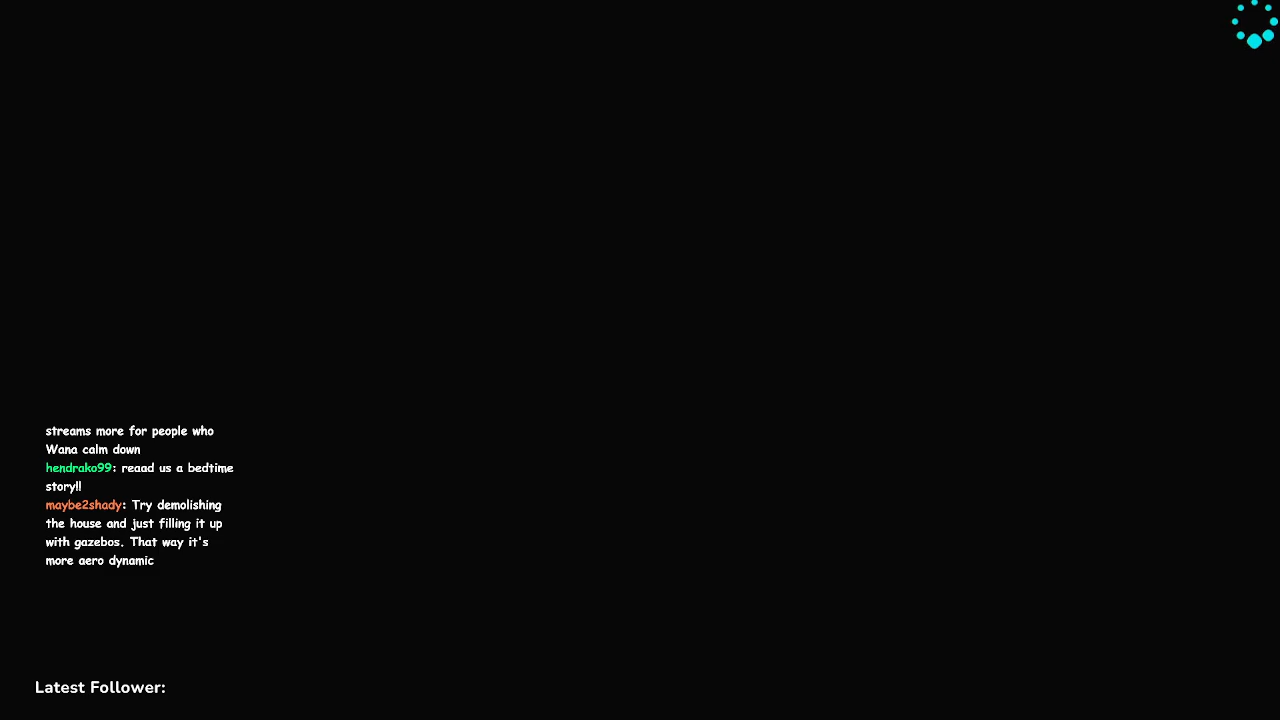 streams more for people who
Wana calm down
hendrako99: reaad us a bedtime
story!!
maybe2shady: Try demolishing
the house and just filling it up
with gazebos. That way it's
more aero dynamic
Latest Follower: